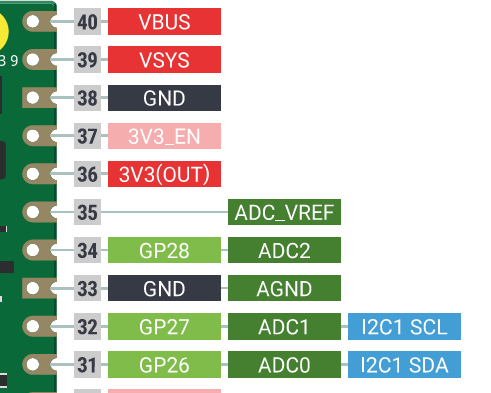 40 VBUS
39 VSYS
38 GND
37 3V3_EN
36 3V3(OUT)
35 ADC_VREF
34 GP28 ADC2
33 GND AGND
32 GP27 ADC1 I2C1 SCL
31 GP26 ADC0 I2C1 SDA
39